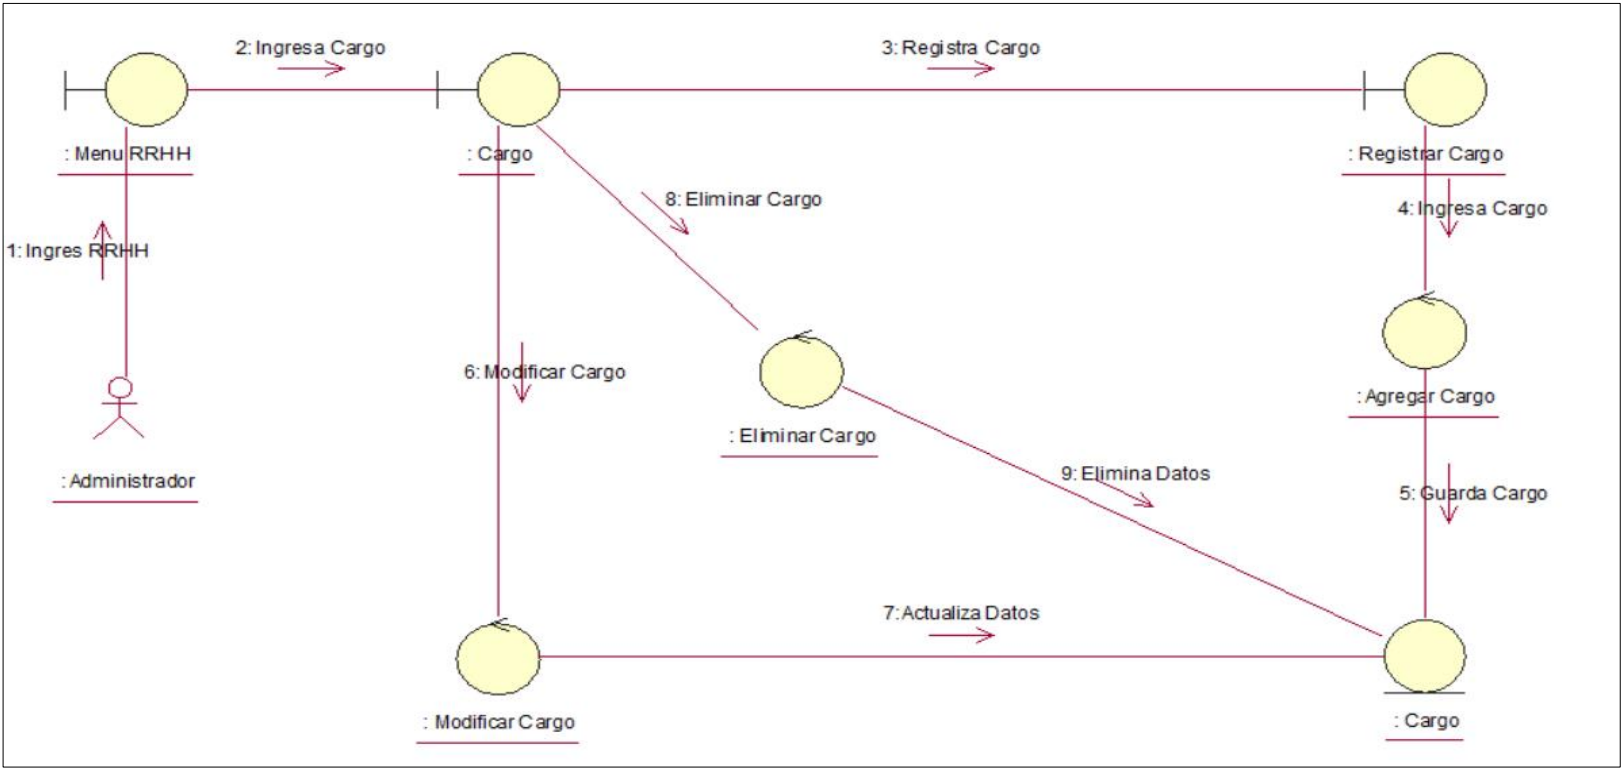 2: Ingresa Cargo
3: Registra Cargo
: Menu RRHH
: Cargo
: Registrar Cargo
8: Eliminar Cargo
4: Ingresa Cargo
1: Ingres RRHH
6: Modificar Cargo
: Agregar Cargo
: Eliminar Cargo
9: Elimina Datos
: Administrador
5: Guarda Cargo
7: Actualiza Datos
: Modificar Cargo
: Cargo